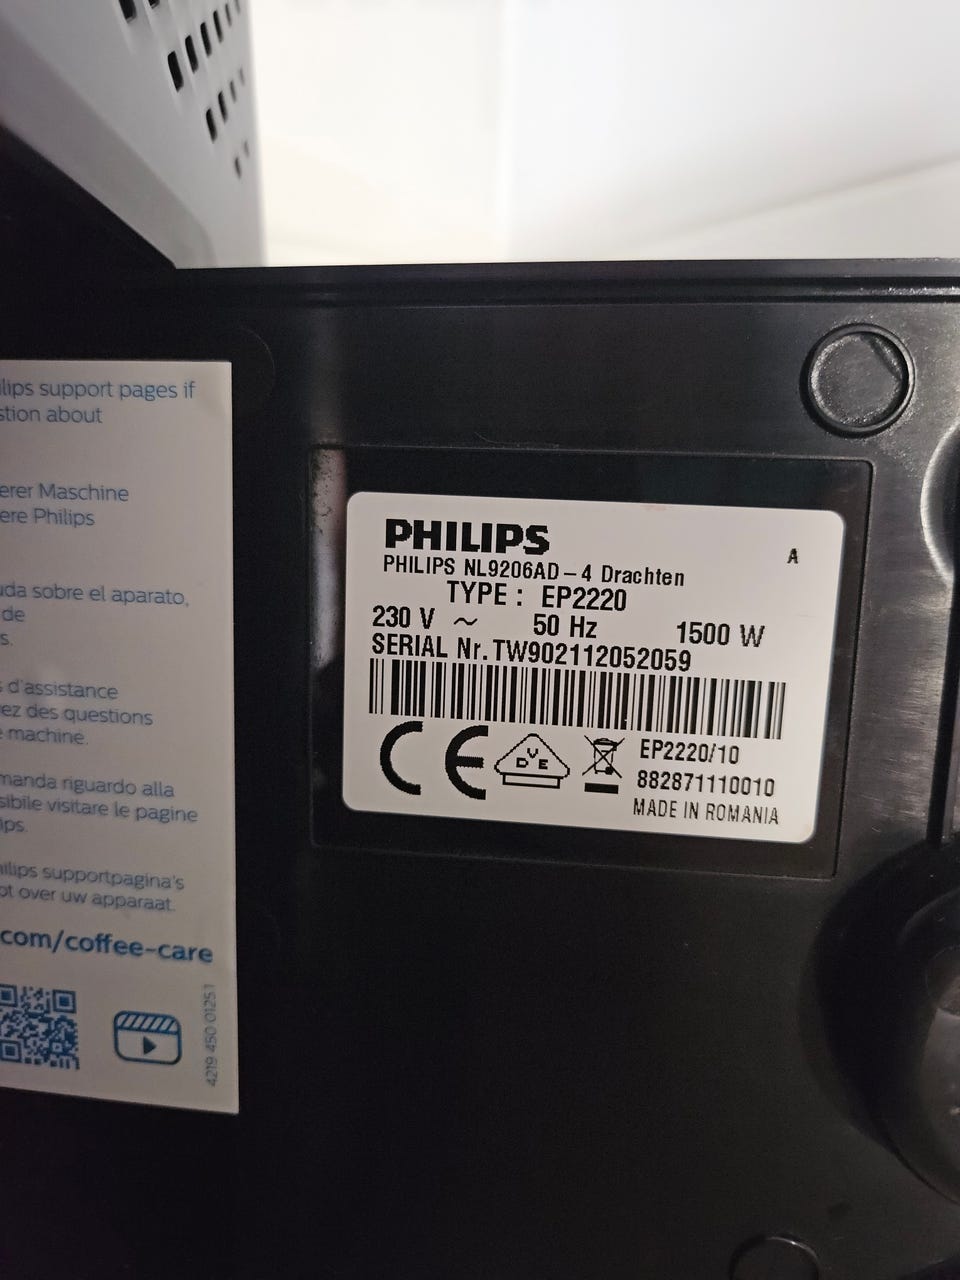 lips support pages if
stion about
erer Maschine
ere Philips
uda sobre el aparato,
de
s.
s d'assistance
ez des questions
e machine.
manda riguardo alla
sibile visitare le pagine
ips.
hilips supportpagina's
ot over uw apparaat.
.com/coffee-care
4219 450 01251
PHILIPS
A
PHILIPS NL9206AD-4 Drachten
TYPE : EP2220
230 V ~ 50 Hz 1500 W
SERIAL Nr. TW902112052059
CE DVE EP2220/10
882871110010
MADE IN ROMANIA